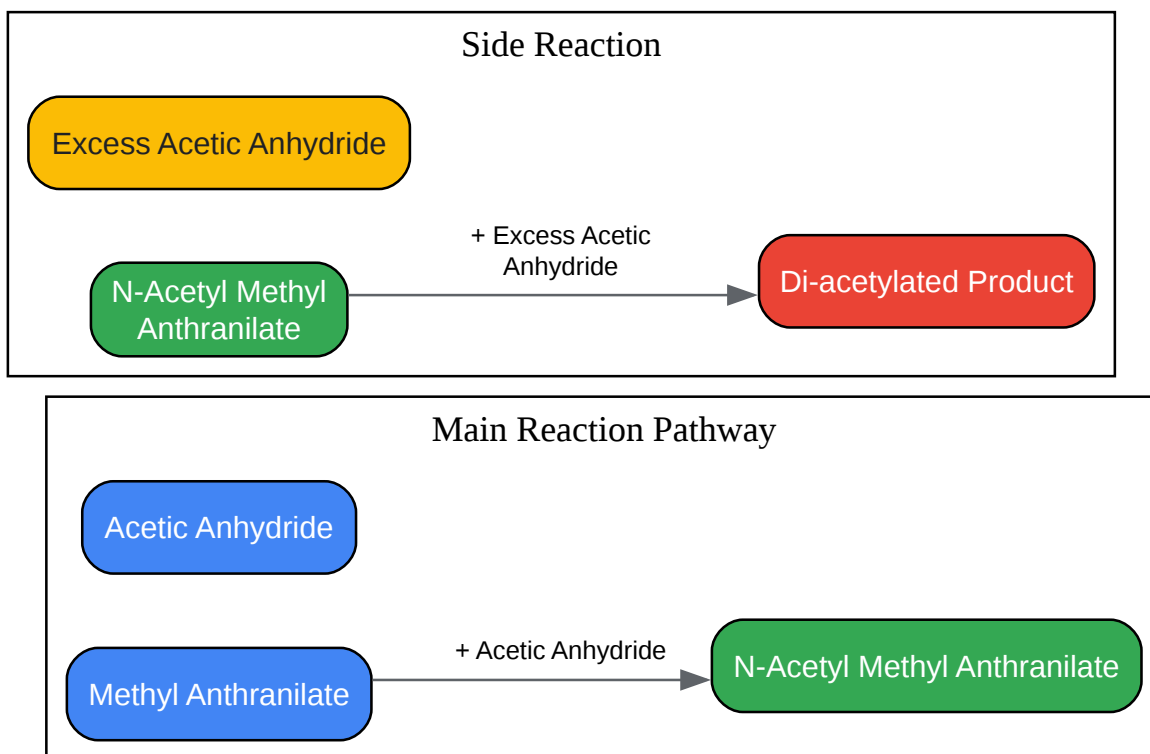 Side Reaction
Excess Acetic Anhydride
+ Excess Acetic
Anhydride
N-Acetyl Methyl
Anthranilate
Di-acetylated Product
Main Reaction Pathway
Acetic Anhydride
+ Acetic Anhydride
Methyl Anthranilate
N-Acetyl Methyl Anthranilate